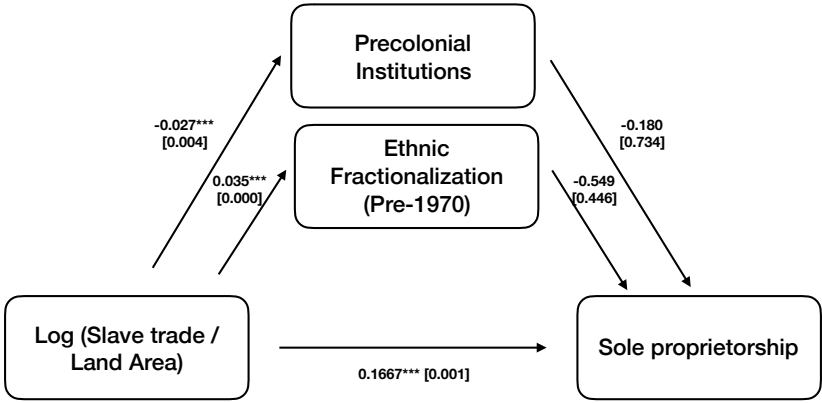 Precolonial
Institutions
-0.027***
[0.004]
-0.180
[0.734]
Ethnic
Fractionalization
(Pre-1970)
0.035***
[0.000]
-0.549
[0.446]
Log (Slave trade /
Land Area)
Sole proprietorship
0.1667*** [0.001]